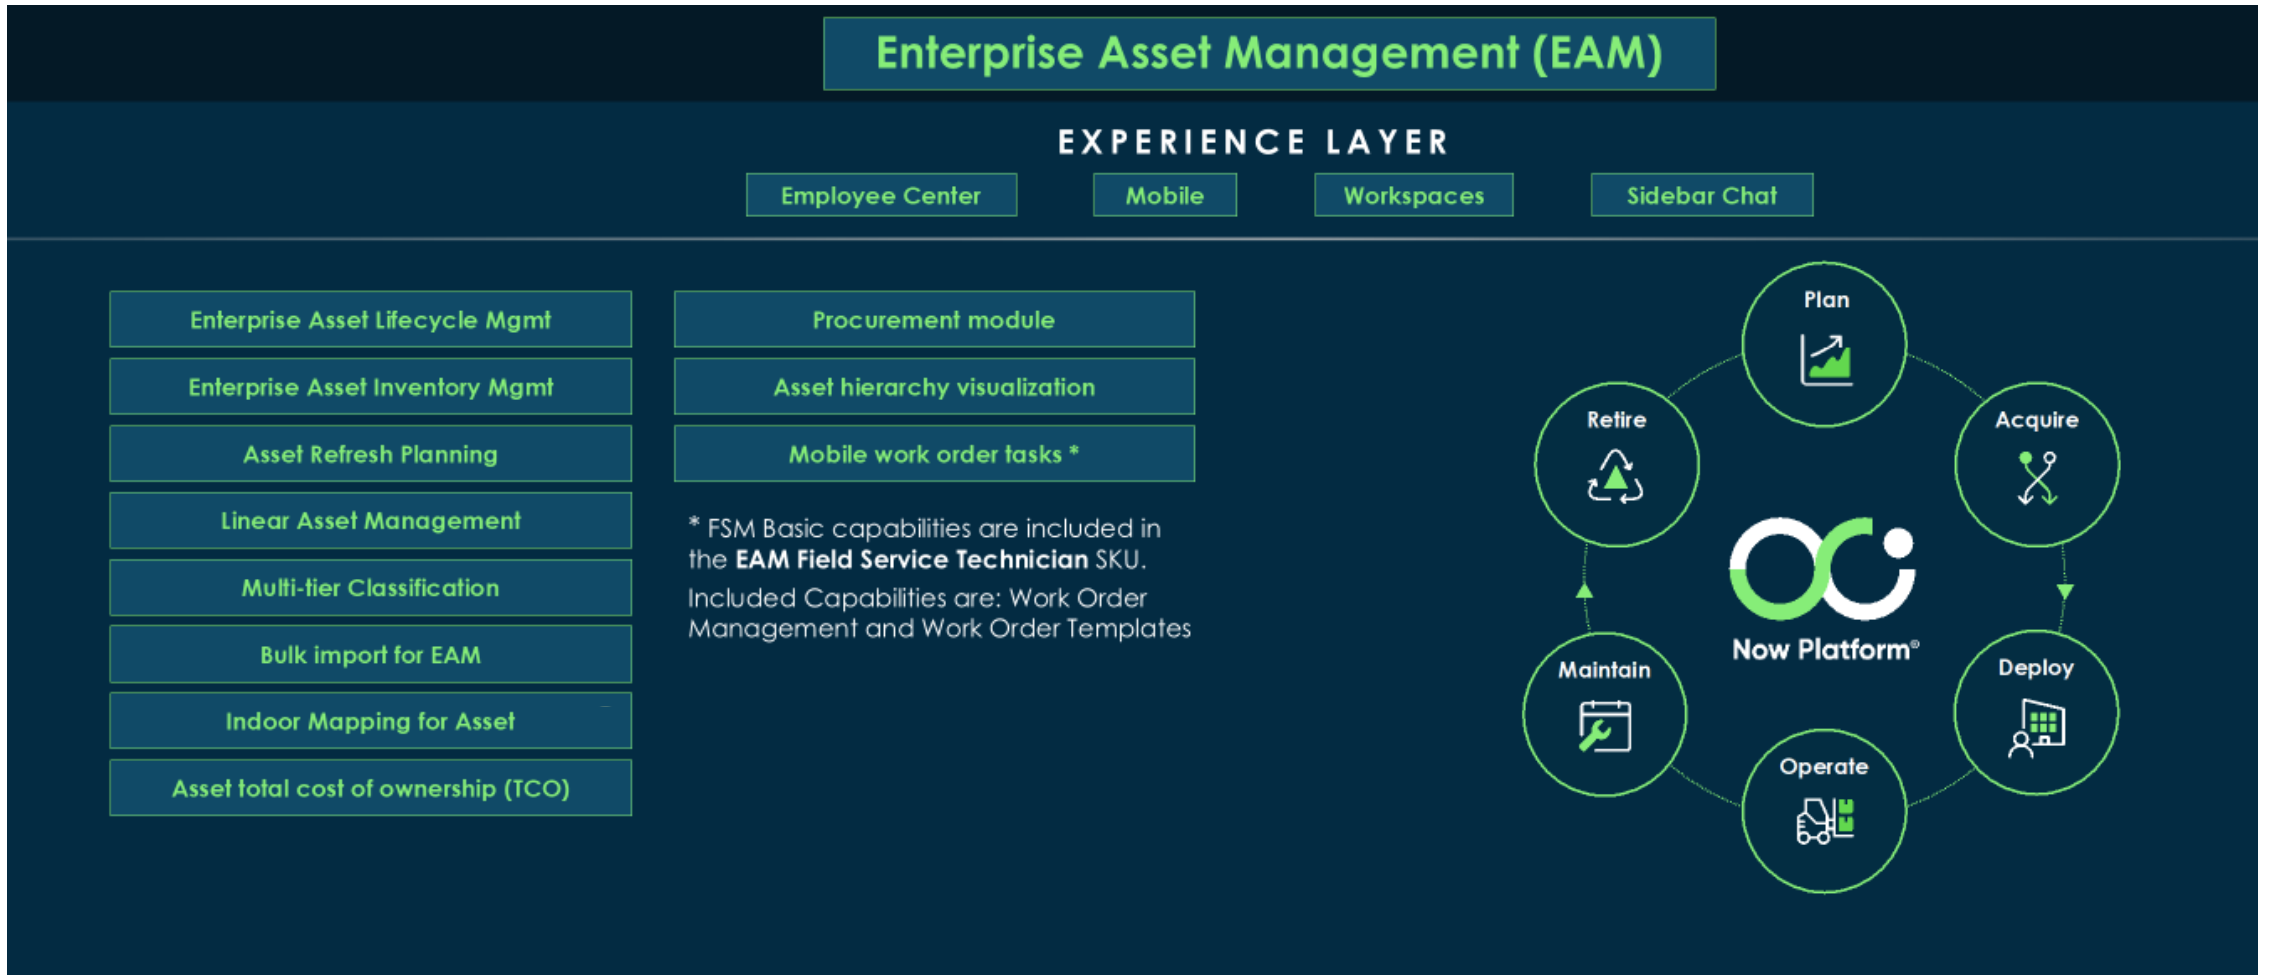 Enterprise Asset Management (EAM)
EXPERIENCE LAYER
Employee Center
Mobile
Workspaces
Sidebar Chat
Enterprise Asset Lifecycle Mgmt
Enterprise Asset Inventory Mgmt
Asset Refresh Planning
Linear Asset Management
Multi-tier Classification
Bulk import for EAM
Indoor Mapping for Asset
Asset total cost of ownership (TCO)
Procurement module
Asset hierarchy visualization
Mobile work order tasks *
* FSM Basic capabilities are included in
the EAM Field Service Technician SKU.
Included Capabilities are: Work Order
Management and Work Order Templates
Plan
Acquire
Deploy
Operate
Maintain
Retire
Now Platform®